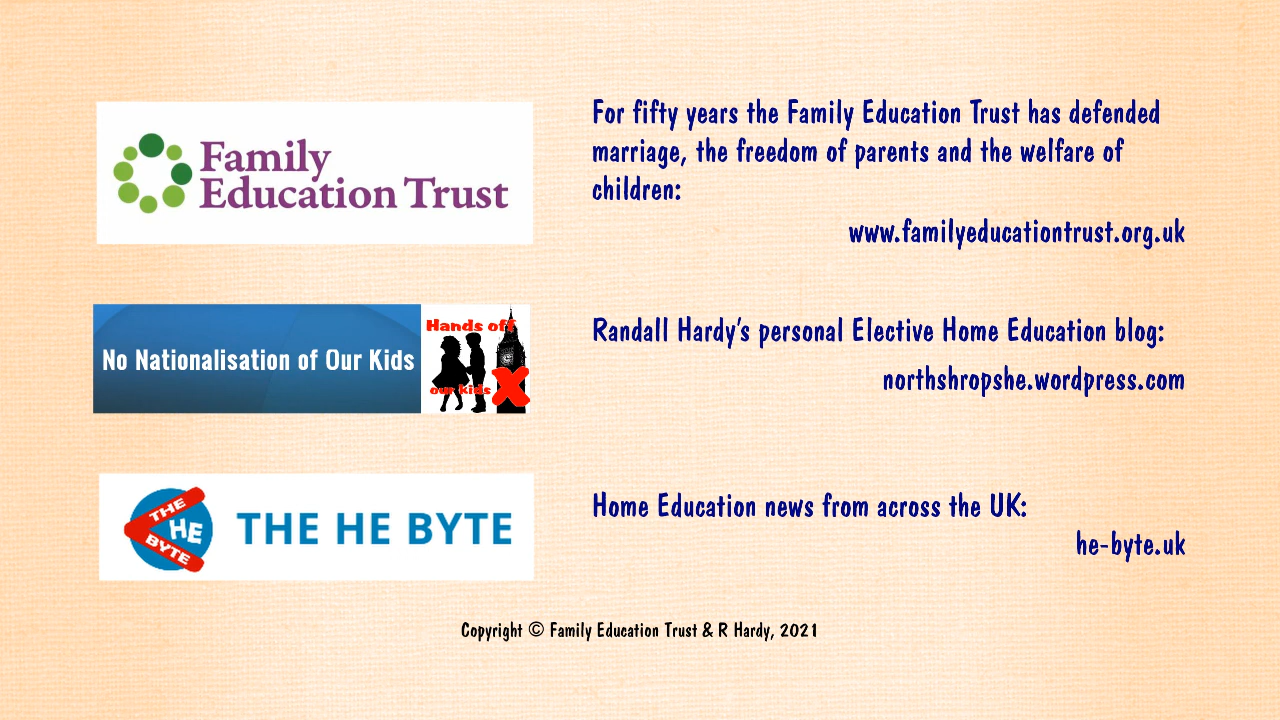 Family
Education Trust
For fifty years the Family Education Trust has defended
marriage, the freedom of parents and the welfare of
children:
www.familyeducationtrust.org.uk
No Nationalisation of Our Kids
Hands off
our kids
X
Randall Hardy's personal Elective Home Education blog:
northshropshe.wordpress.com
THE
HE
BYTE
THE HE BYTE
Home Education news from across the UK:
he-byte.uk
Copyright © Family Education Trust & R Hardy, 2021